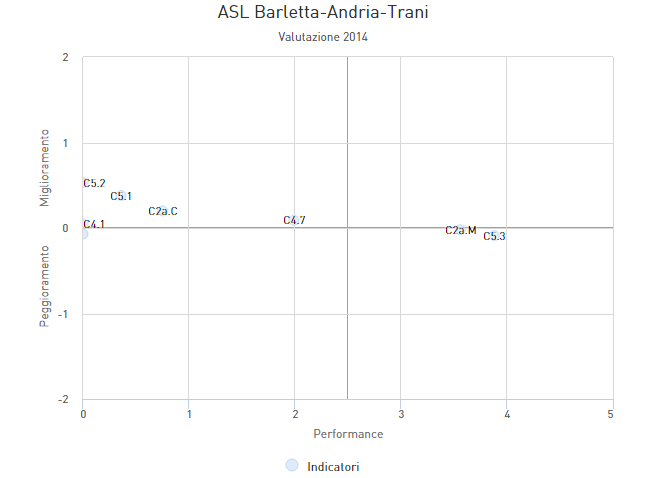 ASL Barletta-Andria-Trani
Valutazione 2014
2
1
0
-1
-2
Miglioramento
Peggioramento
C5.2
C5.1
C2a.C
C4.1
C4.7
C2a.M
C5.3
0
1
2
3
4
5
Performance
Indicatori